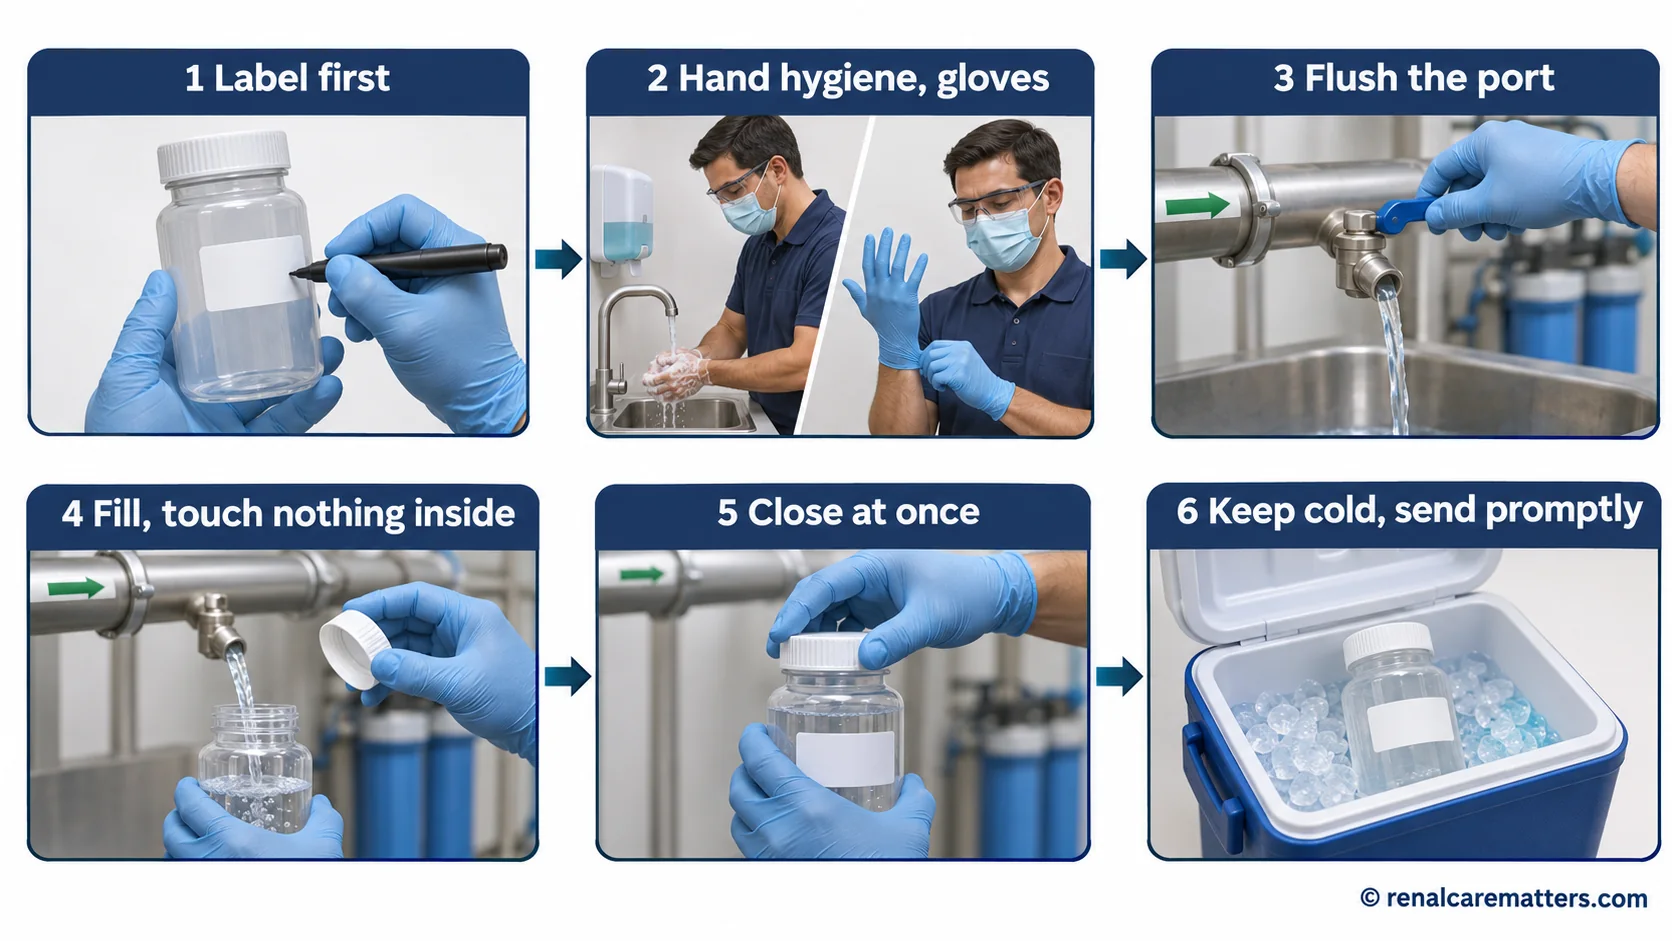 1 Label first
2 Hand hygiene, gloves
3 Flush the port
4 Fill, touch nothing inside
5 Close at once
6 Keep cold, send promptly
© renalcarematters.com